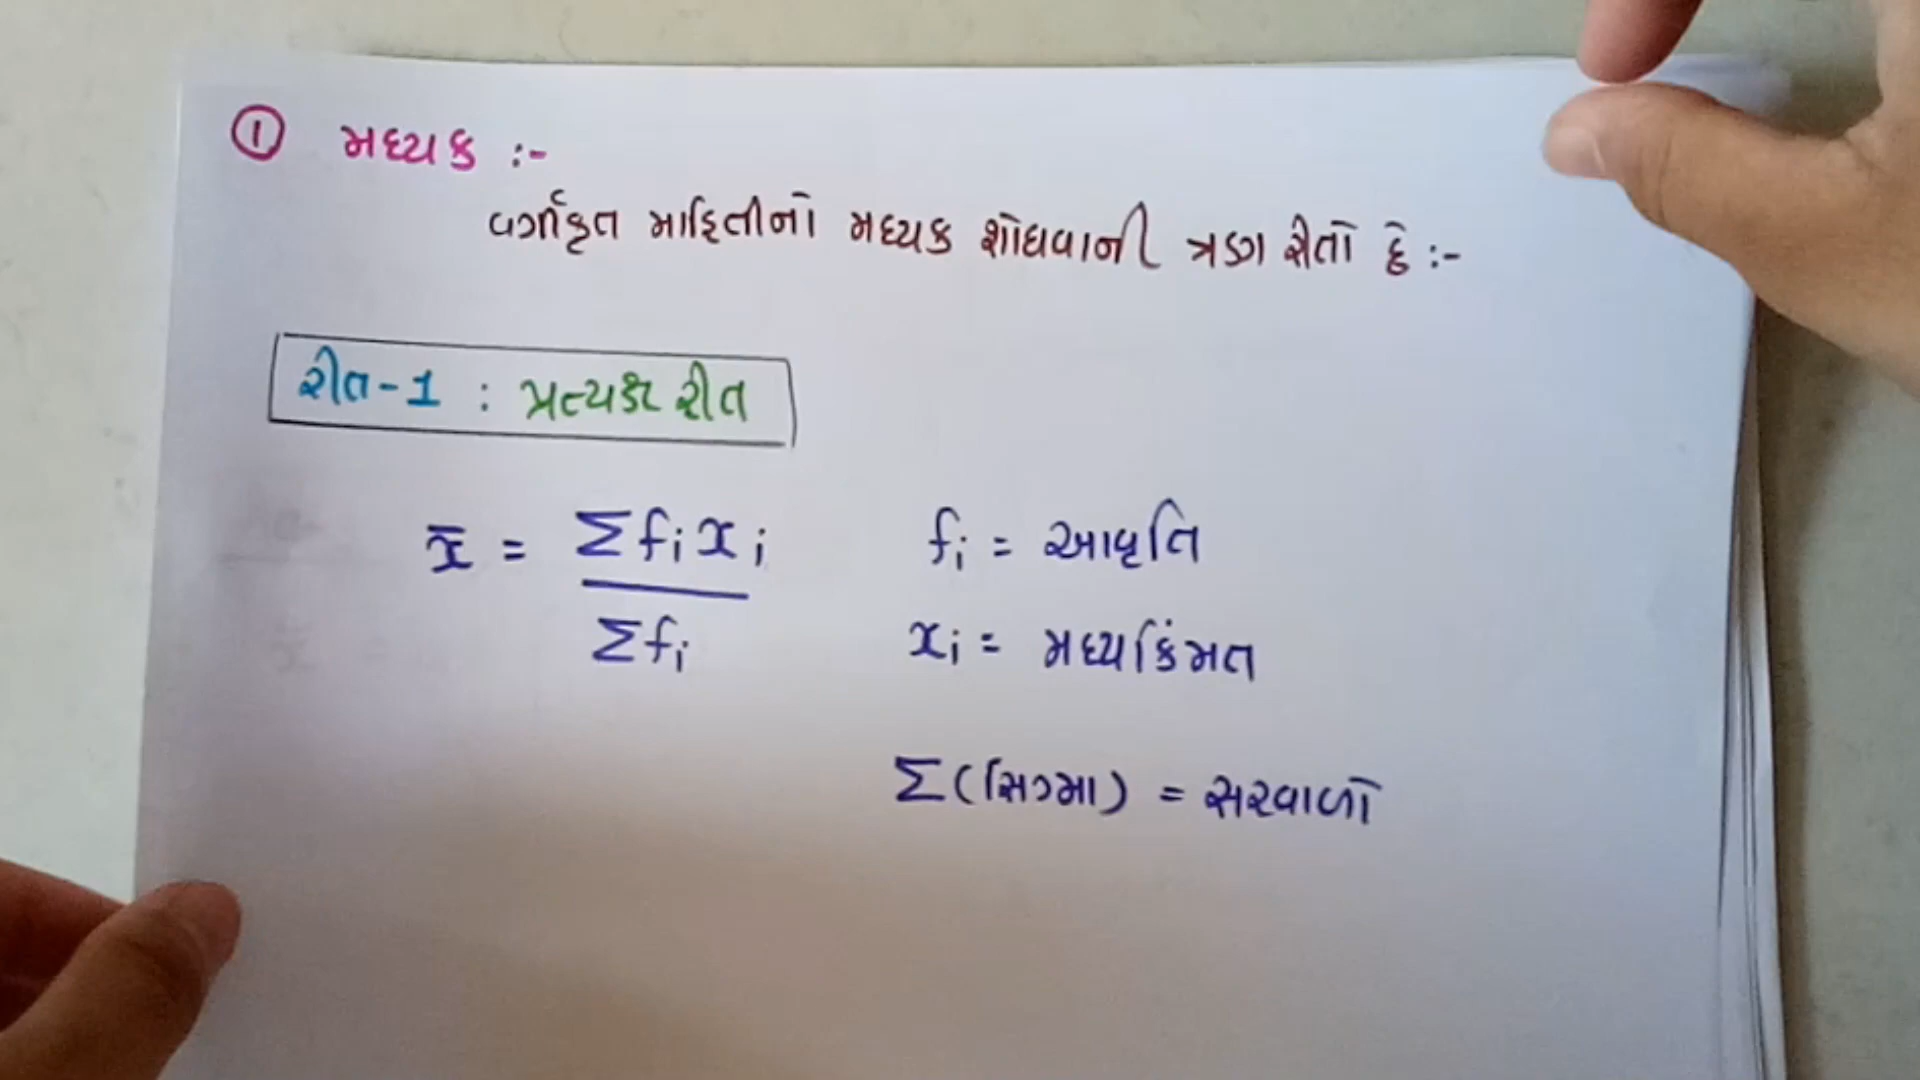 ① મધ્યક :-
વર્ગીકૃત માહિતીનો મધ્યક શોધવાની ત્રણ રીતો છે :-
રીત-1 : પ્રત્યક્ષ રીત
x̄ = Σfixi / Σfi
fi = આવૃત્તિ
xi = મધ્યકિંમત
Σ(સિગ્મા) = સરવાળો